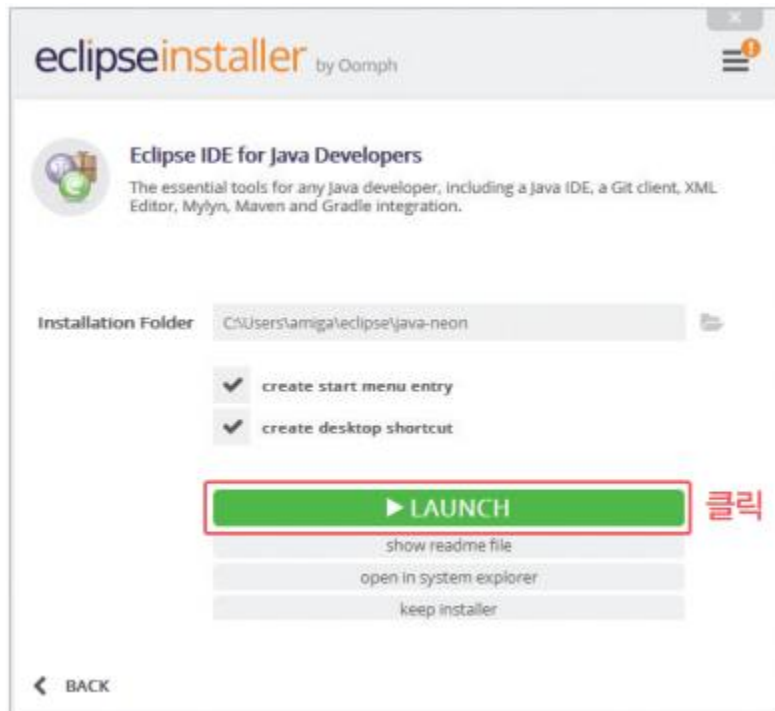 eclipseinstaller by Oomph
Eclipse IDE for Java Developers
The essential tools for any Java developer, including a Java IDE, a Git client, XML
Editor, Mylyn, Maven and Gradle integration.
Installation Folder C:\Users\amiga\eclipse\java-neon
create start menu entry
create desktop shortcut
LAUNCH 클릭
show readme file
open in system explorer
keep installer
BACK